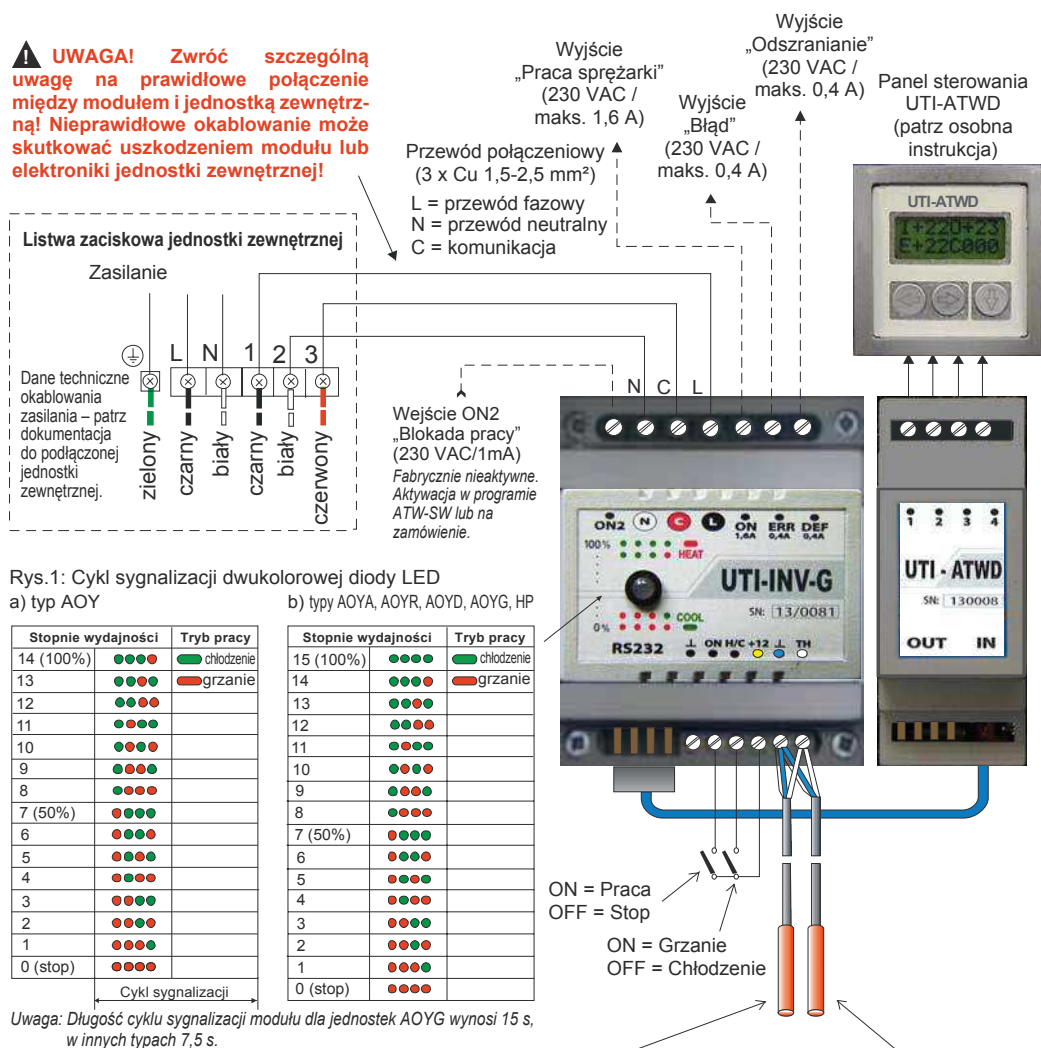 ! UWAGA! Zwróć szczególną
uwagę na prawidłowe połączenie
między modułem i jednostką zewnętrz-
ną! Nieprawidłowe okablowanie może
skutkować uszkodzeniem modułu lub
elektroniki jednostki zewnętrznej!
Wyjście
„Praca sprężarki”
(230 VAC /
maks. 1,6 A)
Wyjście
„Błąd”
(230 VAC /
maks. 0,4 A)
Wyjście
„Odszranianie”
(230 VAC /
maks. 0,4 A)
Panel sterowania
UTI-ATWD
(patrz osobna
instrukcja)
Przewód połączeniowy
(3 x Cu 1,5-2,5 mm²)
L = przewód fazowy
N = przewód neutralny
C = komunikacja
UTI-ATWD
I+22O+23
E+22C000
Listwa zaciskowa jednostki zewnętrznej
Zasilanie
L N 1 2 3
Dane techniczne
okablowania
zasilania – patrz
dokumentacja
do podłączonej
jednostki
zewnętrznej.
zielony
czarny
biały
czarny
biały
czerwony
N C L
Wejście ON2
„Blokada pracy”
(230 VAC/1mA)
Fabrycznie nieaktywne.
Aktywacja w programie
ATW-SW lub na
zamówienie.
ON2 N C L ON ERR DEF
1,6A 0,4A 0,4A
100%
HEAT
UTI-INV-G
SN: 13/0081
COOL
0%
RS232 ⊥ ON H/C +12 ⊥ TH
1 2 3 4
UTI - ATWD
SN: 130008
OUT IN
Rys.1: Cykl sygnalizacji dwukolorowej diody LED
a) typ AOY
Stopnie wydajności Tryb pracy
14 (100%) chłodzenie
13 grzanie
12
11
10
9
8
7 (50%)
6
5
4
3
2
1
0 (stop)
Cykl sygnalizacji
b) typy AOYA, AOYR, AOYD, AOYG, HP
Stopnie wydajności Tryb pracy
15 (100%) chłodzenie
14 grzanie
13
12
11
10
9
8
7 (50%)
6
5
4
3
2
1
0 (stop)
Uwaga: Długość cyklu sygnalizacji modułu dla jednostek AOYG wynosi 15 s,
w innych typach 7,5 s.
ON = Praca
OFF = Stop
ON = Grzanie
OFF = Chłodzenie